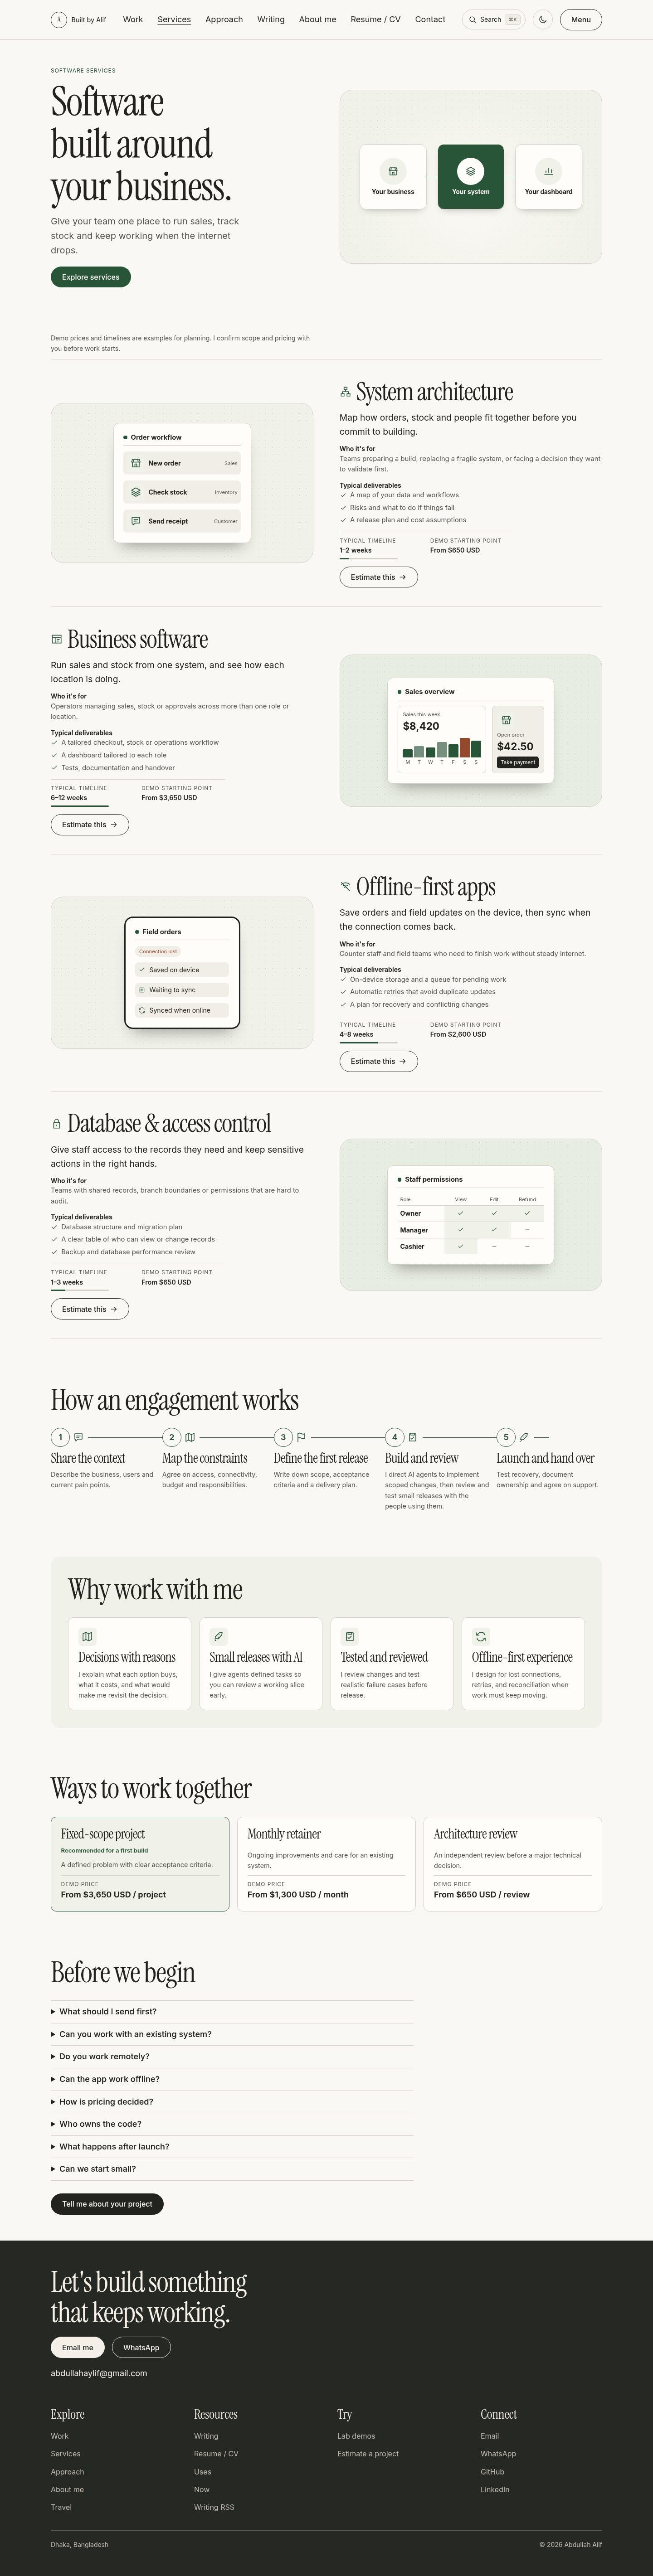 A Built by Alif Work Services Approach Writing About me Resume / CV Contact Search ⌘K Menu
SOFTWARE SERVICES
Software
built around
your business.
Give your team one place to run sales, track
stock and keep working when the internet
drops.
Explore services
Your business Your system Your dashboard
Demo prices and timelines are examples for planning. I confirm scope and pricing with
you before work starts.
Order workflow
New order Sales
Check stock Inventory
Send receipt Customer
System architecture
Map how orders, stock and people fit together before you
commit to building.
Who it's for
Teams preparing a build, replacing a fragile system, or facing a decision they want
to validate first.
Typical deliverables
A map of your data and workflows
Risks and what to do if things fail
A release plan and cost assumptions
TYPICAL TIMELINE DEMO STARTING POINT
1–2 weeks From $650 USD
Estimate this →
Business software
Run sales and stock from one system, and see how each
location is doing.
Who it's for
Operators managing sales, stock or approvals across more than one role or
location.
Typical deliverables
A tailored checkout, stock or operations workflow
A dashboard tailored to each role
Tests, documentation and handover
TYPICAL TIMELINE DEMO STARTING POINT
6–12 weeks From $3,650 USD
Estimate this →
Sales overview
Sales this week
$8,420
M T W T F S S
Open order
$42.50
Take payment
Field orders
Connection lost
Saved on device
Waiting to sync
Synced when online
Offline-first apps
Save orders and field updates on the device, then sync when
the connection comes back.
Who it's for
Counter staff and field teams who need to finish work without steady internet.
Typical deliverables
On-device storage and a queue for pending work
Automatic retries that avoid duplicate updates
A plan for recovery and conflicting changes
TYPICAL TIMELINE DEMO STARTING POINT
4–8 weeks From $2,600 USD
Estimate this →
Database & access control
Give staff access to the records they need and keep sensitive
actions in the right hands.
Who it's for
Teams with shared records, branch boundaries or permissions that are hard to
audit.
Typical deliverables
Database structure and migration plan
A clear table of who can view or change records
Backup and database performance review
TYPICAL TIMELINE DEMO STARTING POINT
1–3 weeks From $650 USD
Estimate this →
Staff permissions
Role View Edit Refund
Owner ✓ ✓ ✓
Manager ✓ ✓ –
Cashier ✓ – –
How an engagement works
1 2 3 4 5
Share the context
Describe the business, users and
current pain points.
Map the constraints
Agree on access, connectivity,
budget and responsibilities.
Define the first release
Write down scope, acceptance
criteria and a delivery plan.
Build and review
I direct AI agents to implement
scoped changes, then review and
test small releases with the
people using them.
Launch and hand over
Test recovery, document
ownership and agree on support.
Why work with me
Decisions with reasons
I explain what each option buys,
what it costs, and what would
make me revisit the decision.
Small releases with AI
I give agents defined tasks so
you can review a working slice
early.
Tested and reviewed
I review changes and test
realistic failure cases before
release.
Offline-first experience
I design for lost connections,
retries, and reconciliation when
work must keep moving.
Ways to work together
Fixed-scope project
Recommended for a first build
A defined problem with clear acceptance criteria.
DEMO PRICE
From $3,650 USD / project
Monthly retainer
Ongoing improvements and care for an existing
system.
DEMO PRICE
From $1,300 USD / month
Architecture review
An independent review before a major technical
decision.
DEMO PRICE
From $650 USD / review
Before we begin
What should I send first?
Can you work with an existing system?
Do you work remotely?
Can the app work offline?
How is pricing decided?
Who owns the code?
What happens after launch?
Can we start small?
Tell me about your project
Let's build something
that keeps working.
Email me WhatsApp
abdullahaylif@gmail.com
Explore
Work
Services
Approach
About me
Travel
Resources
Writing
Resume / CV
Uses
Now
Writing RSS
Try
Lab demos
Estimate a project
Connect
Email
WhatsApp
GitHub
LinkedIn
Dhaka, Bangladesh © 2026 Abdullah Alif